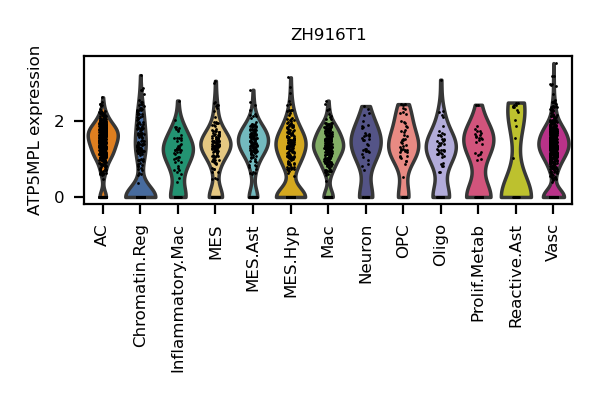 ZH916T1
ATP5MPL expression
2
0
AC
Chromatin.Reg
Inflammatory.Mac
MES
MES.Ast
MES.Hyp
Mac
Neuron
OPC
Oligo
Prolif.Metab
Reactive.Ast
Vasc